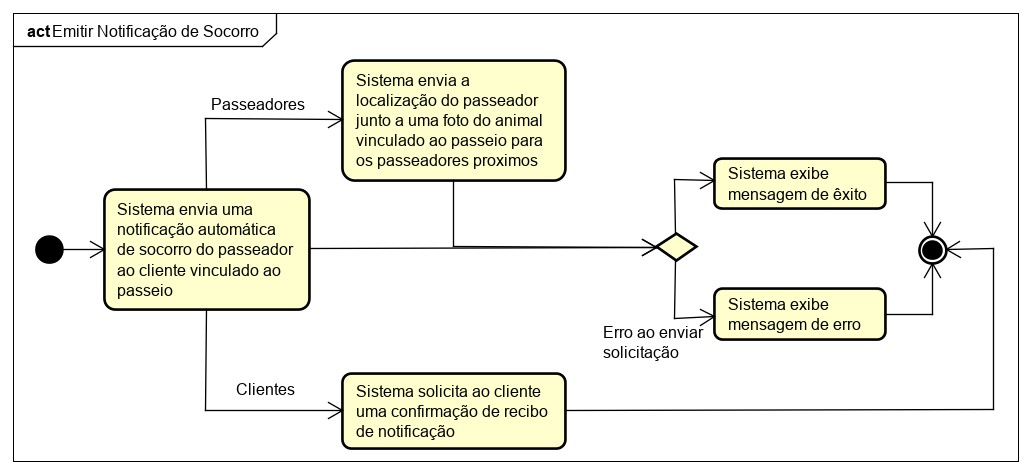 act Emitir Notificação de Socorro
Passeadores
Sistema envia a
localização do passeador
junto a uma foto do animal
vinculado ao passeio para
os passeadores proximos
Sistema envia uma
notificação automática
de socorro do passeador
ao cliente vinculado ao
passeio
Sistema exibe
mensagem de êxito
Sistema exibe
mensagem de erro
Erro ao enviar
solicitação
Clientes
Sistema solicita ao cliente
uma confirmação de recibo
de notificação